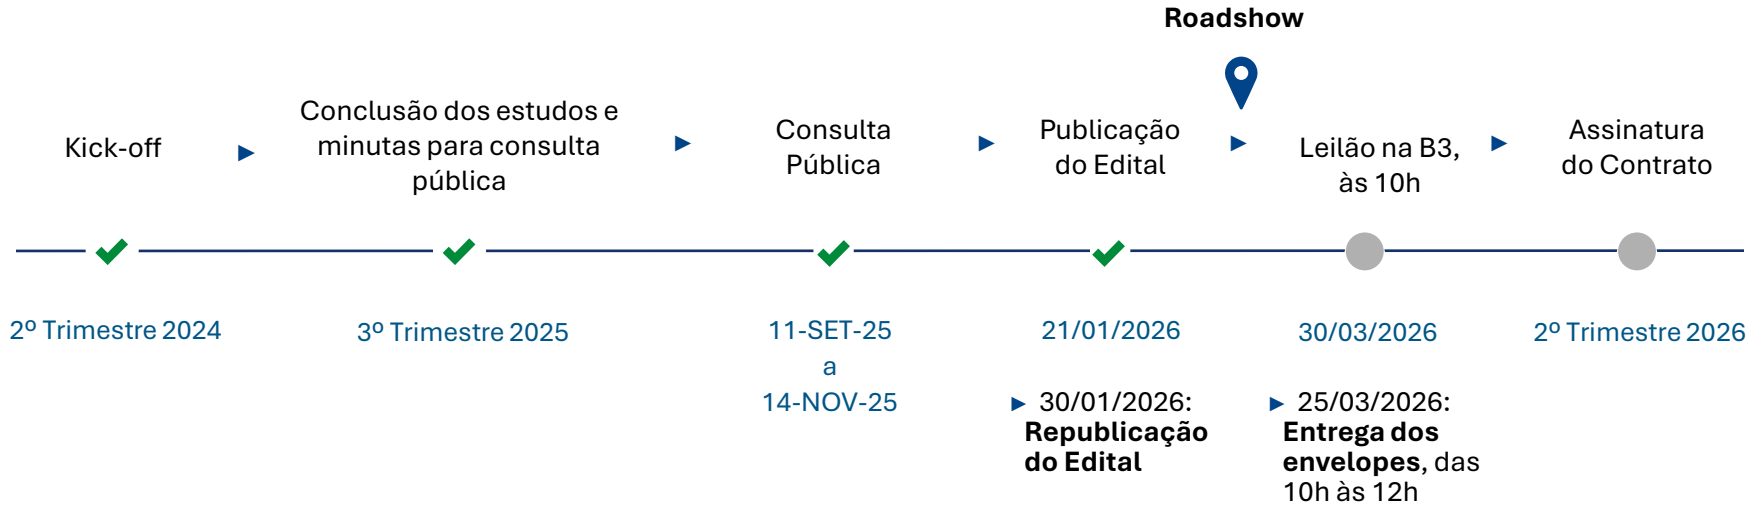 Roadshow
Kick-off
Conclusão dos estudos e
minutas para consulta
pública
Consulta
Pública
Publicação
do Edital
Leilão na B3,
às 10h
Assinatura
do Contrato
2º Trimestre 2024
3º Trimestre 2025
11-SET-25
a
14-NOV-25
21/01/2026
30/03/2026
2º Trimestre 2026
30/01/2026:
Republicação
do Edital
25/03/2026:
Entrega dos
envelopes, das
10h às 12h